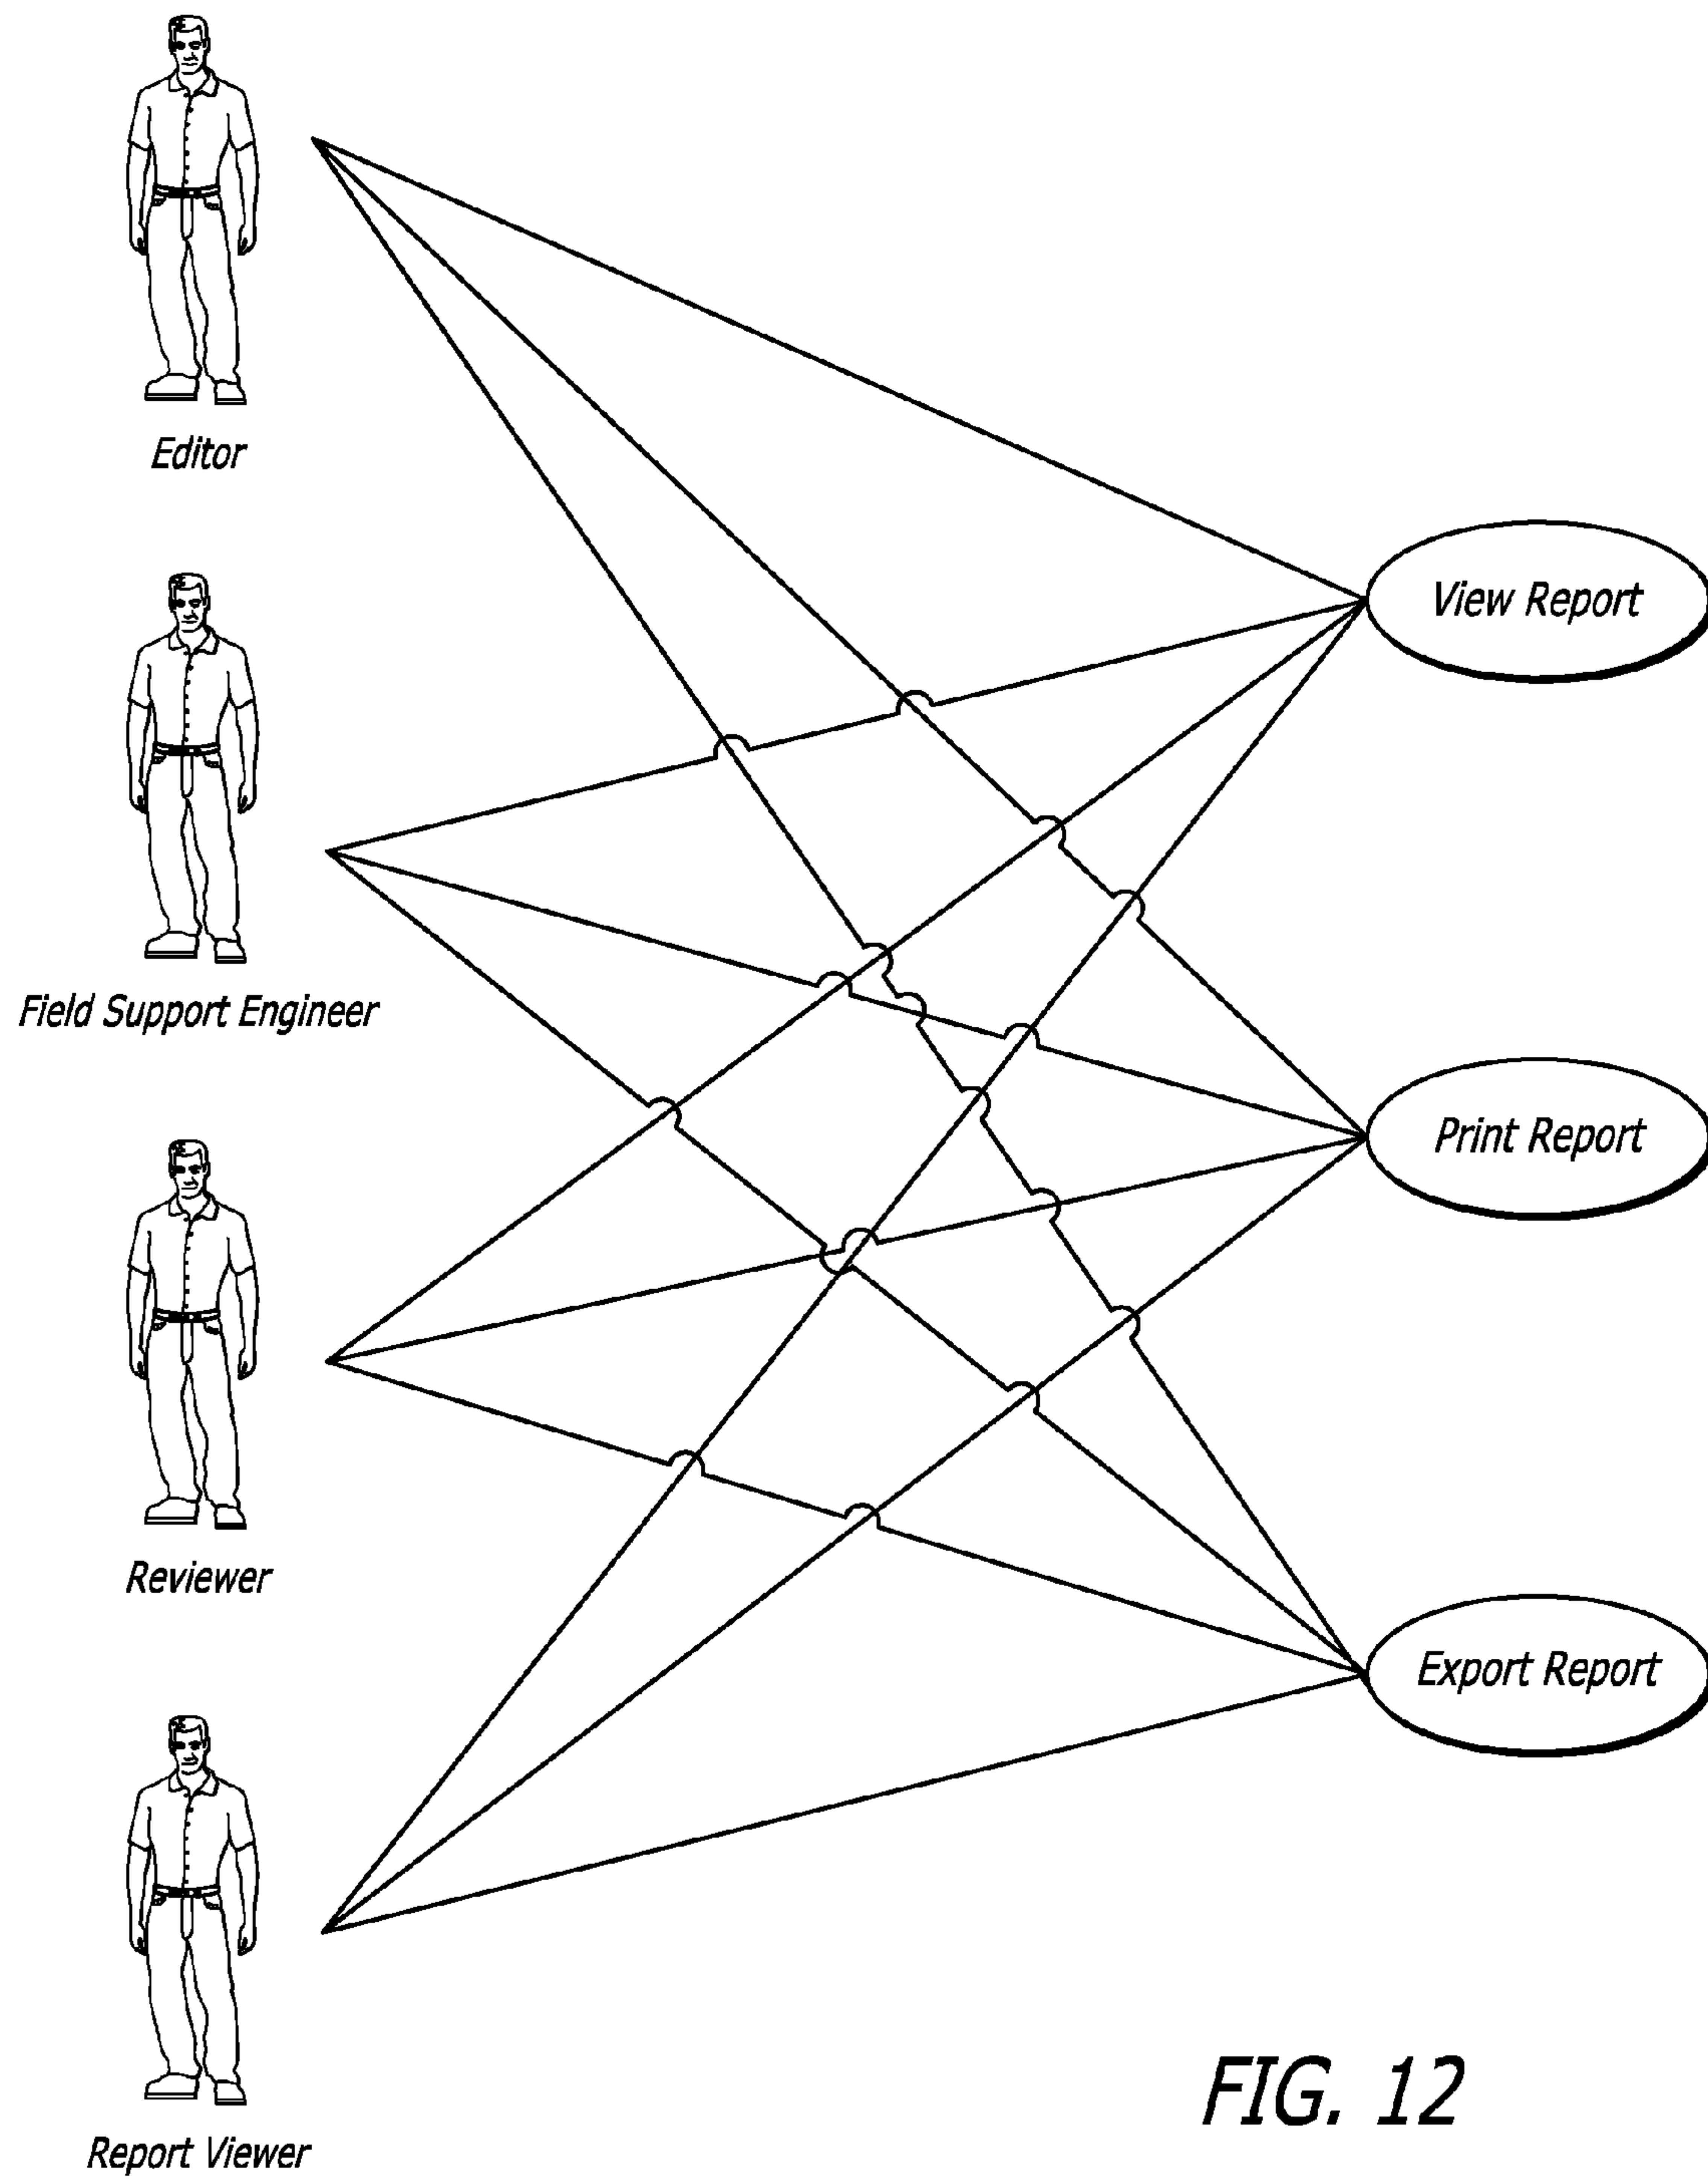 Editor
View Report
Field Support Engineer
Print Report
Reviewer
Export Report
Report Viewer
FIG. 12